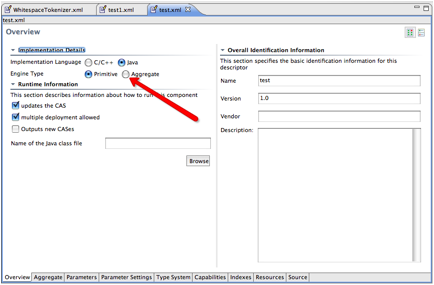 WhitespaceTokenizer.xml test1.xml test.xml
test.xml
Overview
Implementation Details
Implementation Language C/C++ Java
Engine Type Primitive Aggregate
Runtime Information
This section describes information about how to run this component
updates the CAS
multiple deployment allowed
Outputs new CASes
Name of the Java class file
Browse
Overall Identification Information
This section specifies the basic identification information for this
descriptor
Name test
Version 1.0
Vendor
Description:
Overview Aggregate Parameters Parameter Settings Type System Capabilities Indexes Resources Source